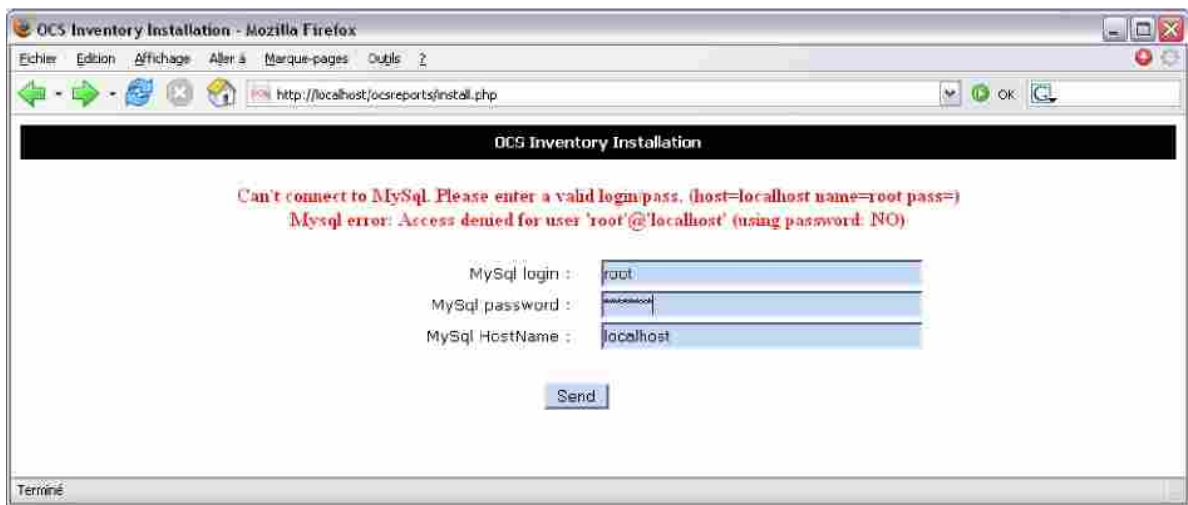 OCS Inventory Installation - Mozilla Firefox
Fichier Edition Affichage Aller à Marque-pages Outils ?
http://localhost/ocsreports/install.php OK
OCS Inventory Installation
Can't connect to MySql. Please enter a valid login/pass. (host=localhost name=root pass=)
Mysql error: Access denied for user 'root'@'localhost' (using password: NO)
MySql login : root
MySql password : ********
MySql HostName : localhost
Send
Terminé